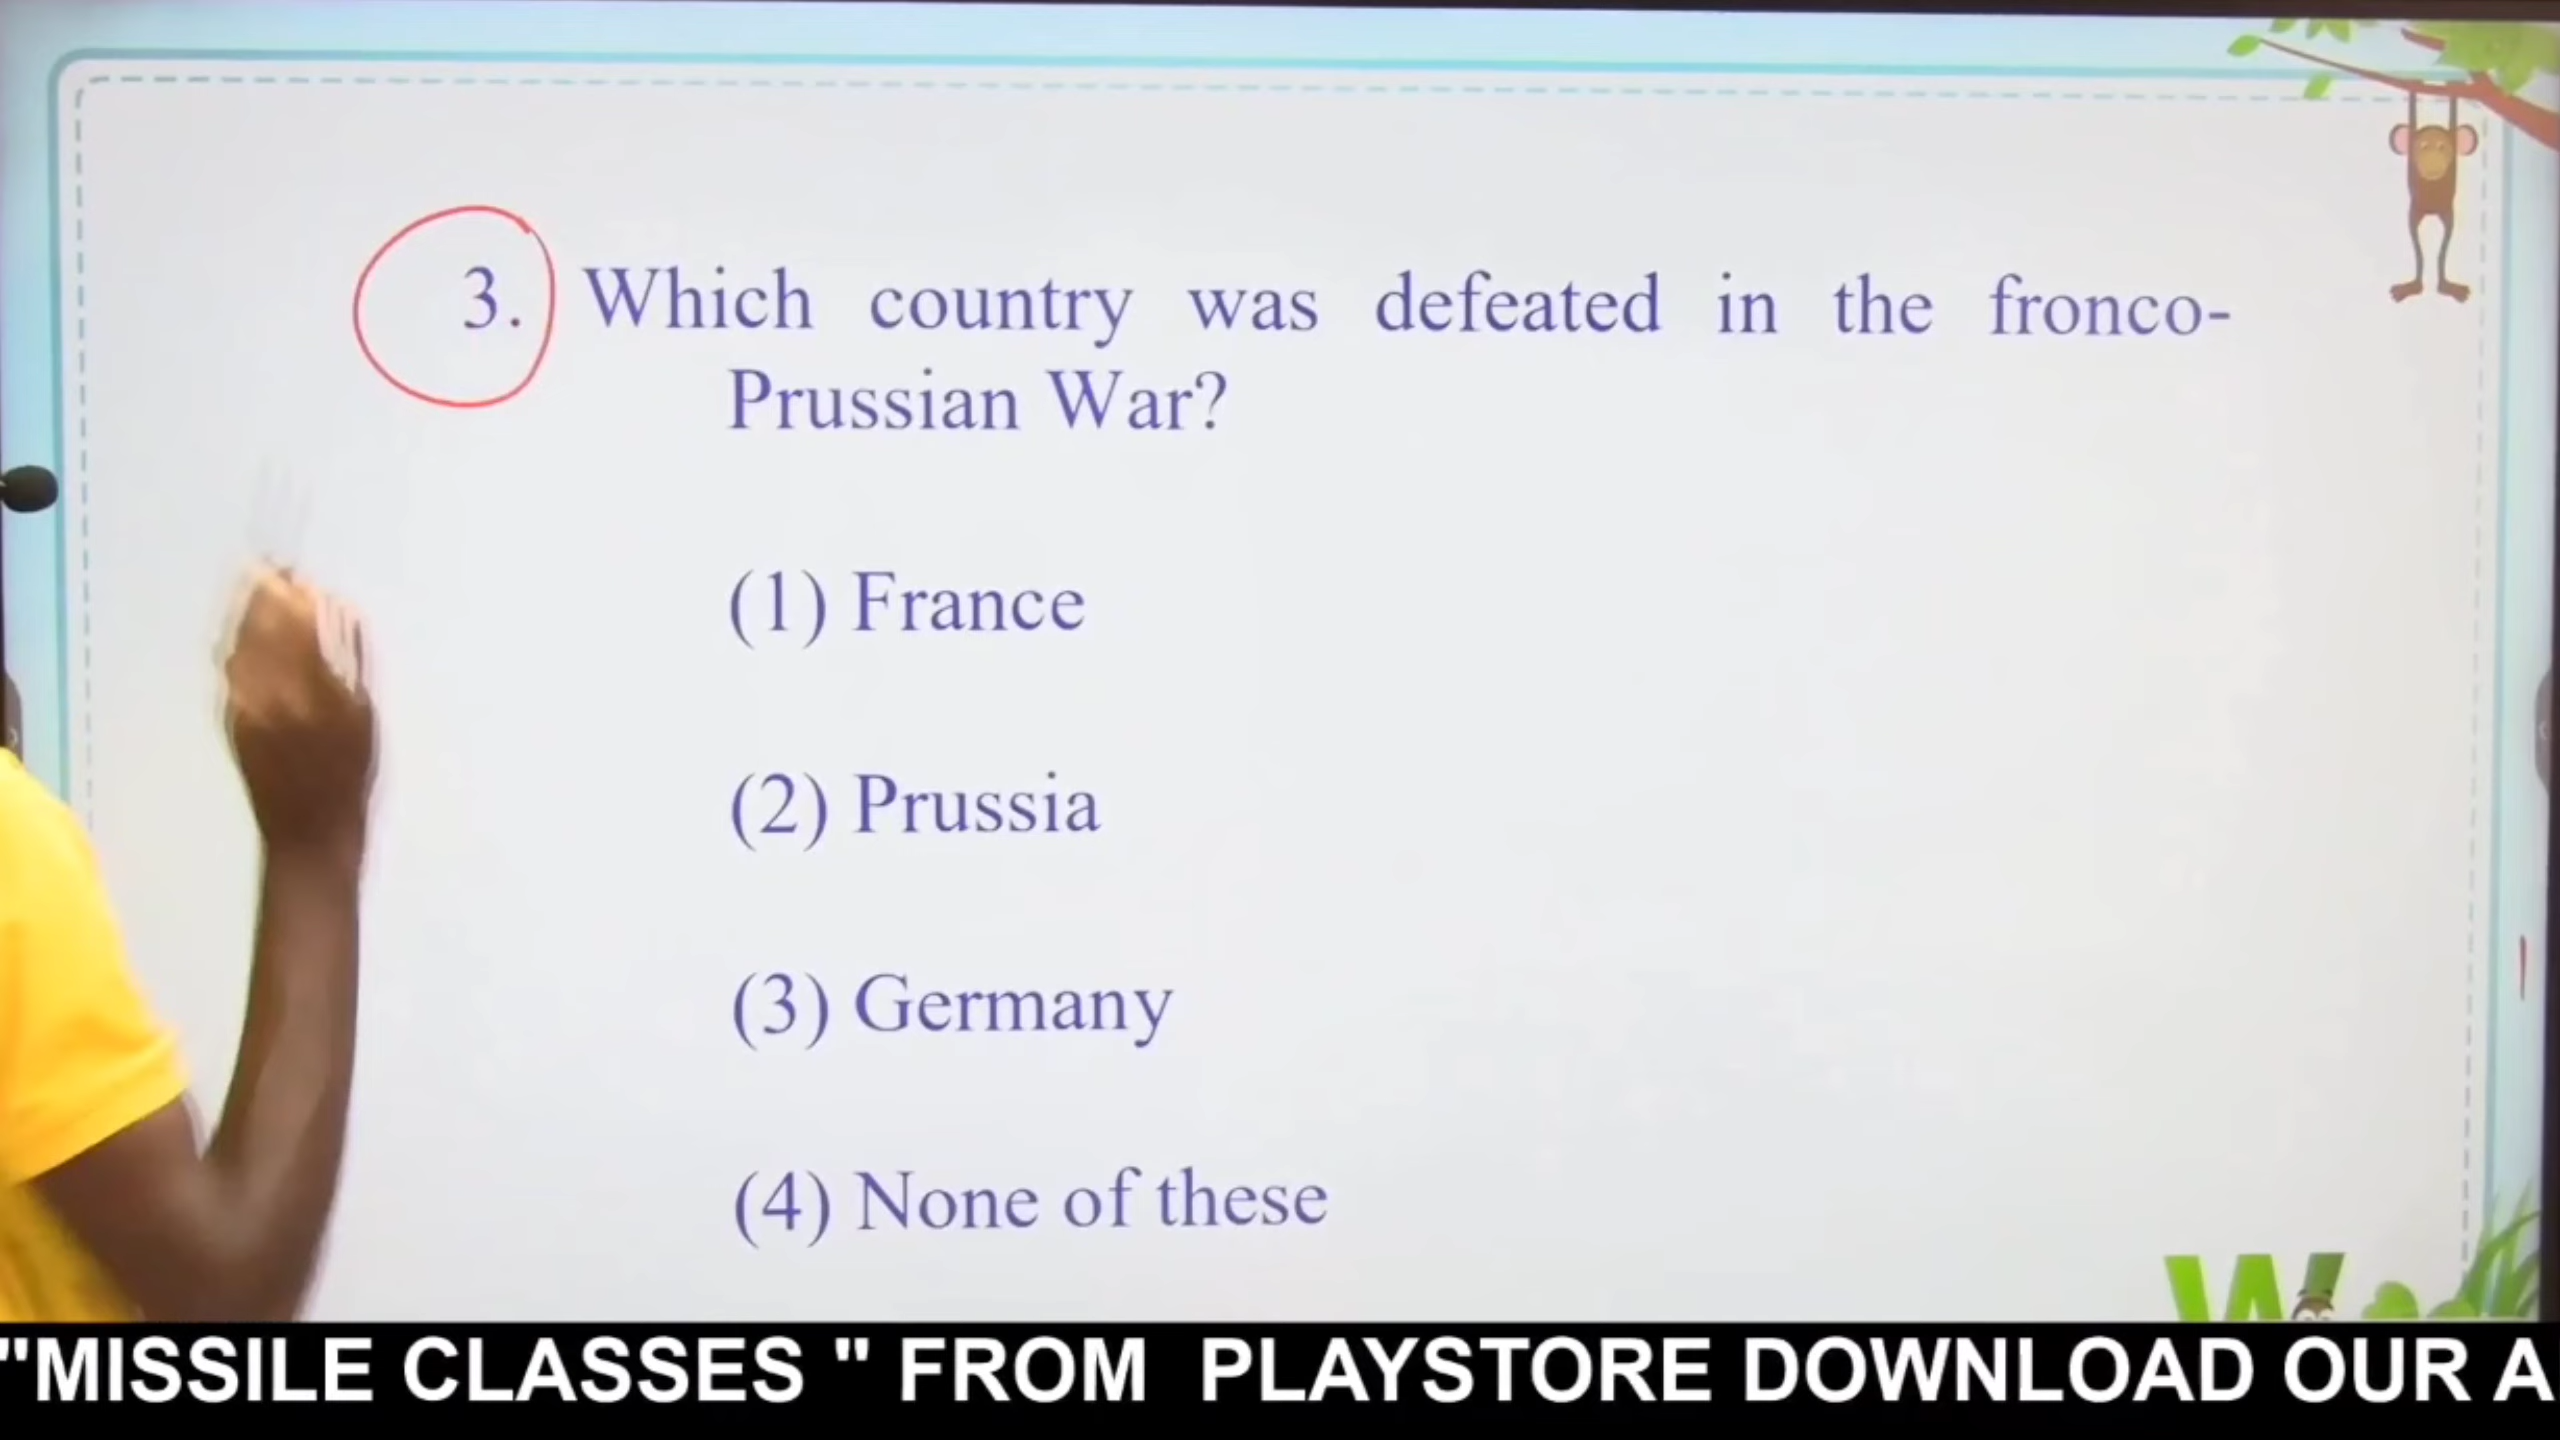 3. Which country was defeated in the fronco-
Prussian War?
(1) France
(2) Prussia
(3) Germany
(4) None of these
"MISSILE CLASSES " FROM PLAYSTORE DOWNLOAD OUR A